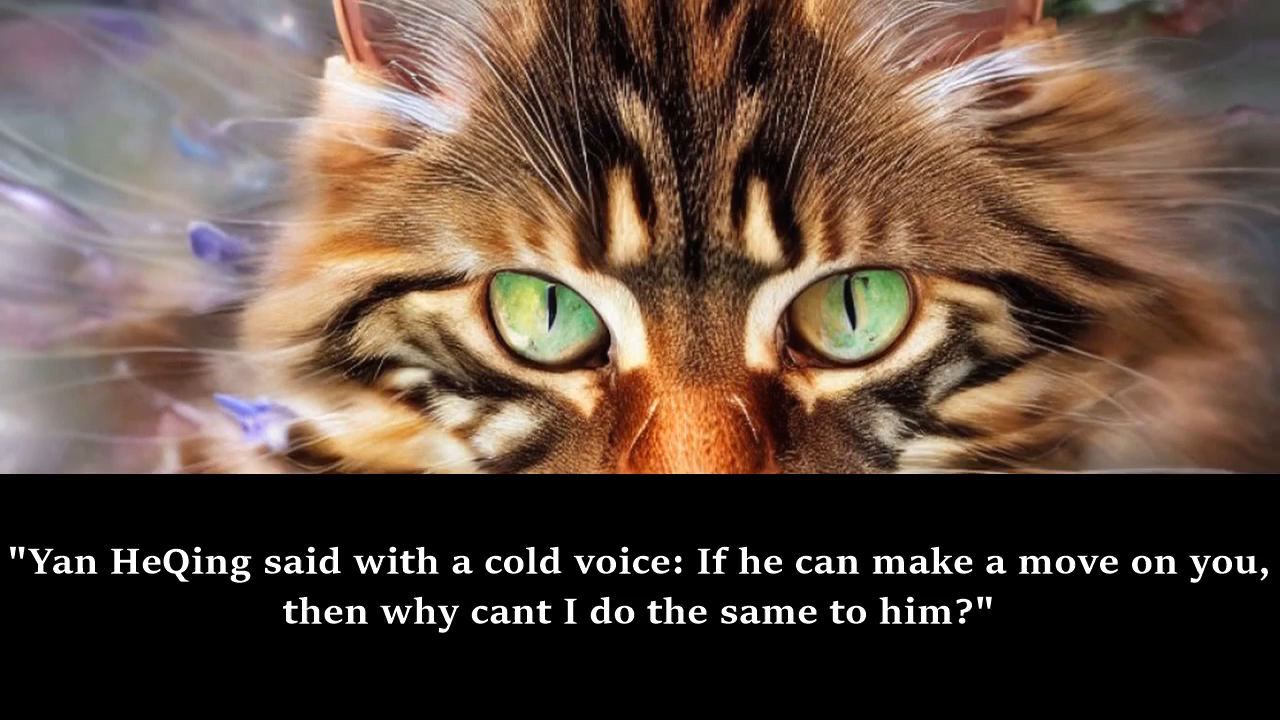 "Yan HeQing said with a cold voice: If he can make a move on you,
then why cant I do the same to him?"